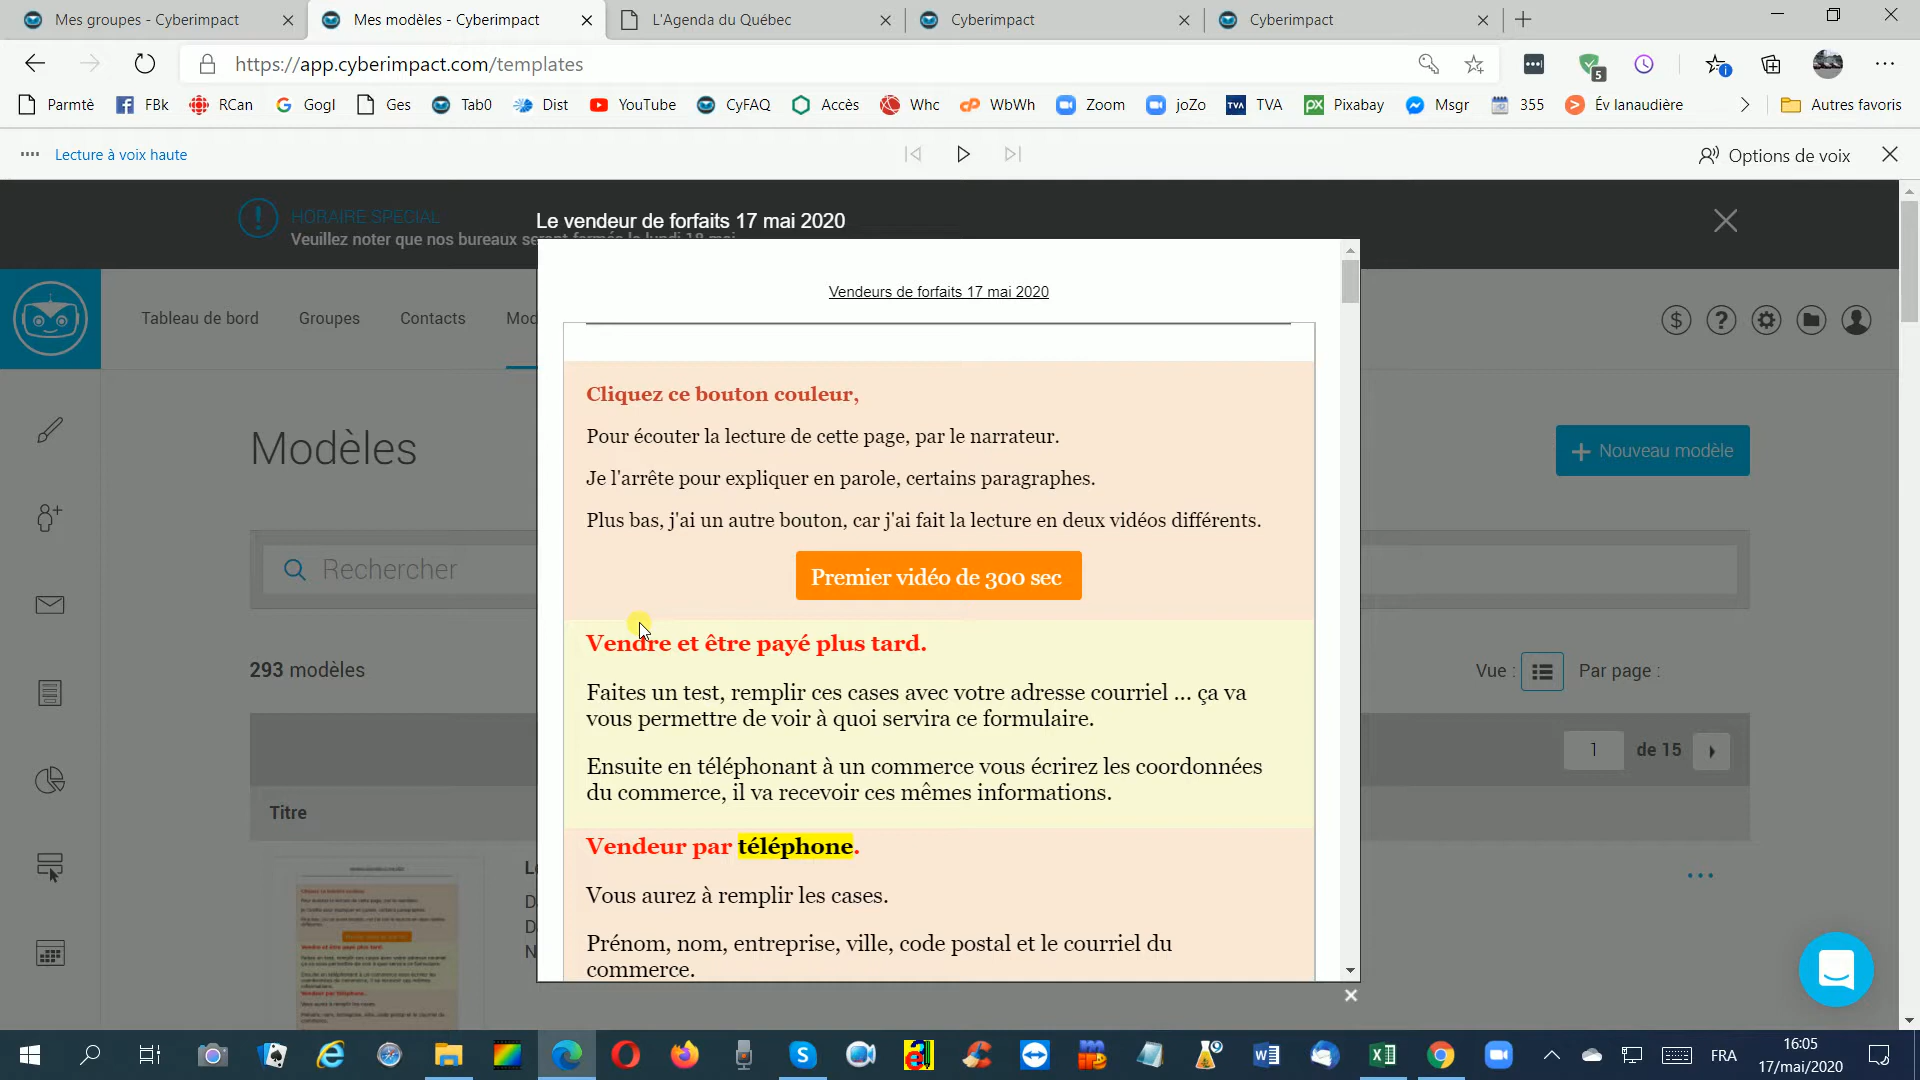 Mes groupes - Cyberimpact
Mes modèles - Cyberimpact
L'Agenda du Québec
Cyberimpact
Cyberimpact
https://app.cyberimpact.com/templates
5
Parmtè
FBk
RCan
Gogl
Ges
Tab0
Dist
YouTube
CyFAQ
Accès
Whc
WbWh
Zoom
joZo
TVA
TVA
Pixabay
Msgr
355
Év lanaudière
Autres favoris
Lecture à voix haute
Options de voix
HORAIRE SPÉCIAL
Veuillez noter que nos bureaux seront fermés le lundi 18 mai
Le vendeur de forfaits 17 mai 2020
Tableau de bord
Groupes
Contacts
Mod
Vendeurs de forfaits 17 mai 2020
Modèles
Nouveau modèle
Rechercher
Cliquez ce bouton couleur,
Pour écouter la lecture de cette page, par le narrateur.
Je l'arrête pour expliquer en parole, certains paragraphes.
Plus bas, j'ai un autre bouton, car j'ai fait la lecture en deux vidéos différents.
Premier vidéo de 300 sec
293 modèles
Vue :
Par page :
Vendre et être payé plus tard.
Faites un test, remplir ces cases avec votre adresse courriel ... ça va
vous permettre de voir à quoi servira ce formulaire.
Ensuite en téléphonant à un commerce vous écrirez les coordonnées
du commerce, il va recevoir ces mêmes informations.
1
de 15
Titre
Vendeur par téléphone.
Vous aurez à remplir les cases.
Prénom, nom, entreprise, ville, code postal et le courriel du
commerce.
FRA
16:05
17/mai/2020